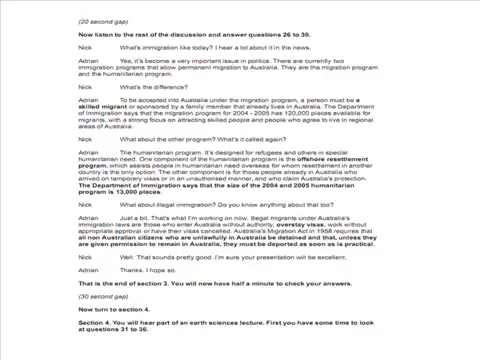 (20 second gap)
Now listen to the rest of the discussion and answer questions 26 to 30.
Nick What's immigration like today? I hear a lot about it in the news.
Adrian Yes, it's become a very important issue in politics. There are currently two
immigration programs that allow permanent migration to Australia. They are the migration program
and the humanitarian program.
Nick What's the difference?
Adrian To be accepted into Australia under the migration program, a person must be a
skilled migrant or sponsored by a family member that already lives in Australia. The Department
of Immigration says that the migration program for 2004 - 2005 has 120,000 places available for
migrants, with a strong focus on attracting skilled people and people who agree to live in regional
areas of Australia.
Nick What about the other program? What's it called again?
Adrian The humanitarian program. It's designed for refugees and others in special
humanitarian need. One component of the humanitarian program is the offshore resettlement
program, which assists people in humanitarian need overseas for whom resettlement in another
country is the only option. The other component is for those people already in Australia who
arrived on temporary visas or in an unauthorised manner, and who claim Australia's protection.
The Department of Immigration says that the size of the 2004 and 2005 humanitarian
program is 13,000 places.
Nick What about illegal immigration? Do you know anything about that too?
Adrian Just a bit. That's what I'm working on now. Illegal migrants under Australia's
immigration laws are those who enter Australia without authority, overstay visas, work without
appropriate approval or have their visas cancelled. Australia's Migration Act in 1958 requires that
all non Australian citizens who are unlawfully in Australia be detained and that, unless they
are given permission to remain in Australia, they must be deported as soon as is practical.
Nick Well. That sounds pretty good. I'm sure your presentation will be excellent.
Adrian Thanks. I hope so.
That is the end of section 3. You will now have half a minute to check your answers.
(30 second gap)
Now turn to section 4.
Section 4. You will hear part of an earth sciences lecture. First you have some time to look
at questions 31 to 36.